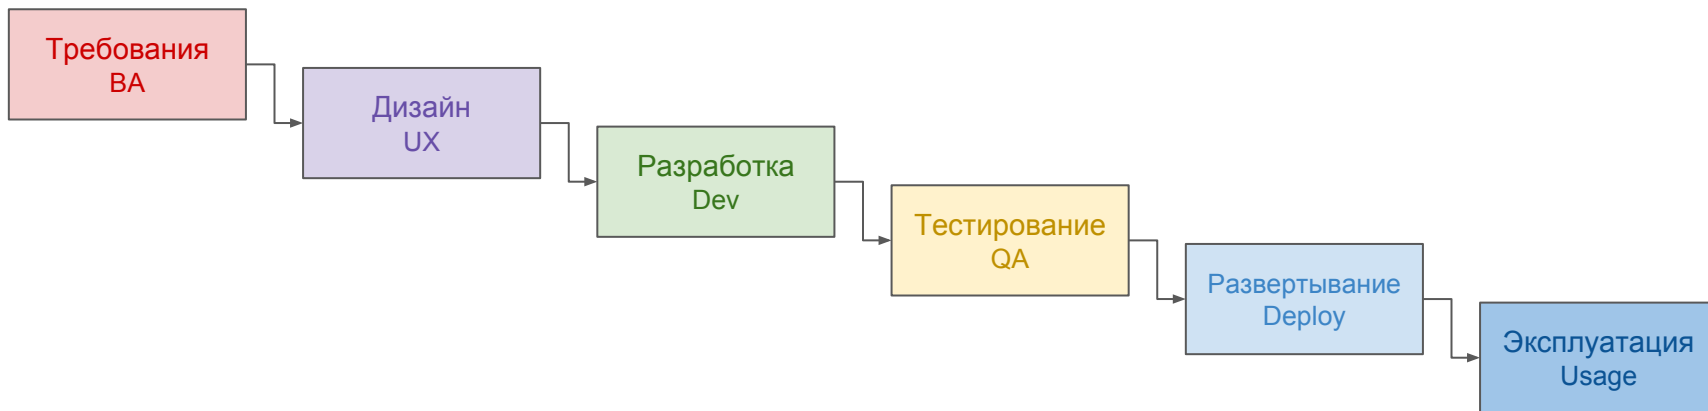 Требования
BA
Дизайн
UX
Разработка
Dev
Тестирование
QA
Развертывание
Deploy
Эксплуатация
Usage